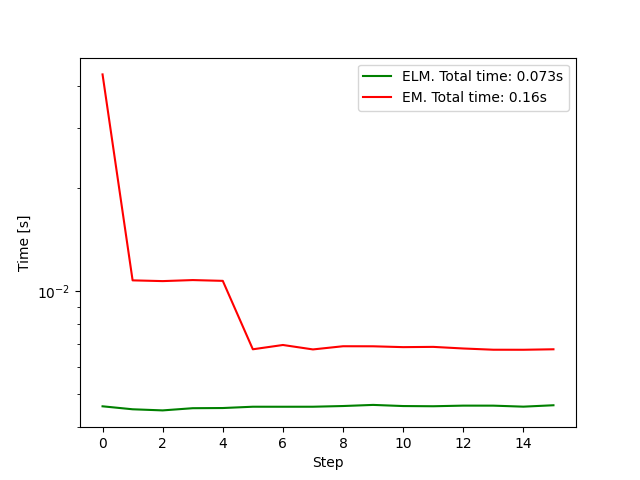 ELM. Total time: 0.073s
EM. Total time: 0.16s
Time [s]
10⁻²
0 2 4 6 8 10 12 14
Step